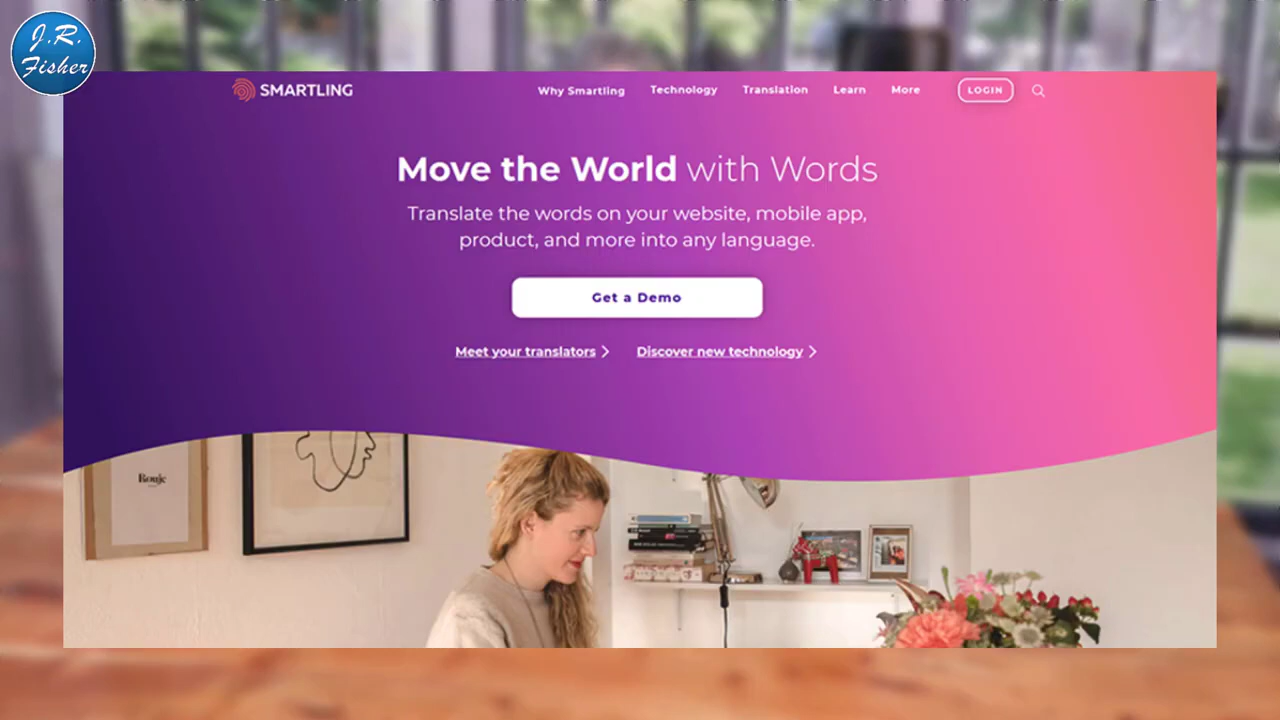 J.R.
Fisher
SMARTLING
Why Smartling
Technology
Translation
Learn
More
LOGIN
Move the World with Words
Translate the words on your website, mobile app,
product, and more into any language.
Get a Demo
Meet your translators
Discover new technology
Rouje